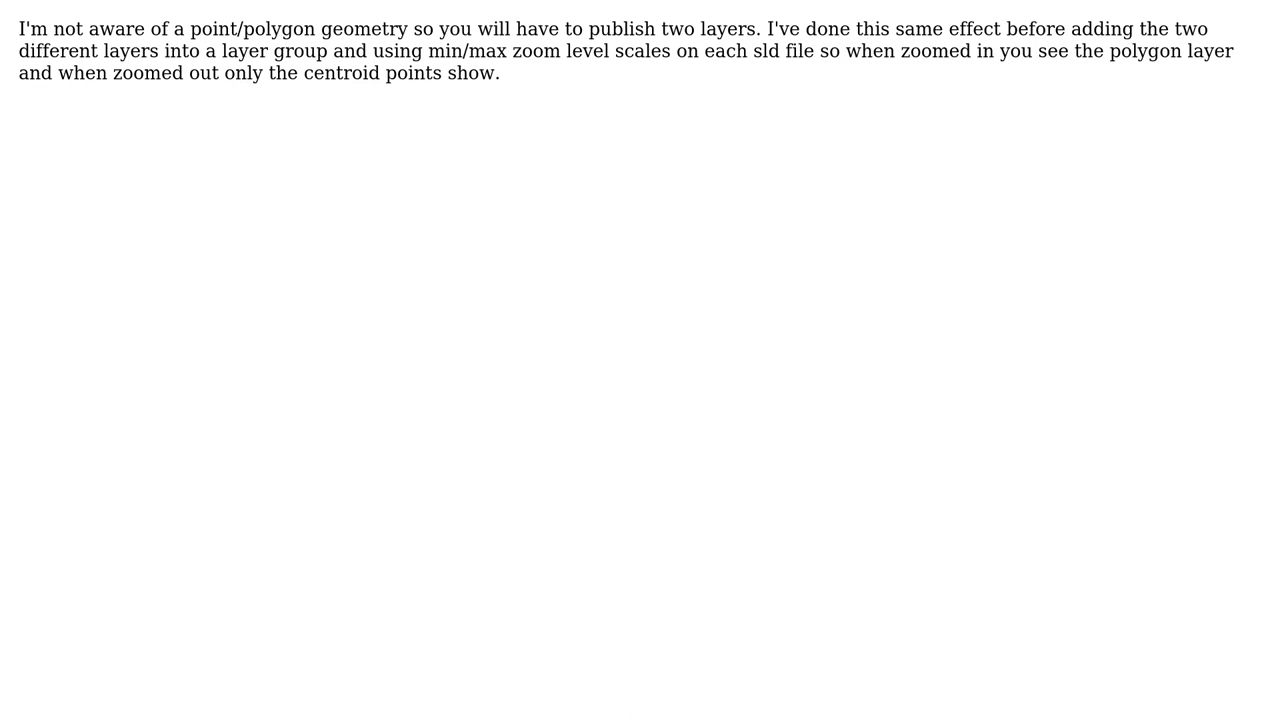 I'm not aware of a point/polygon geometry so you will have to publish two layers. I've done this same effect before adding the two
different layers into a layer group and using min/max zoom level scales on each sld file so when zoomed in you see the polygon layer
and when zoomed out only the centroid points show.